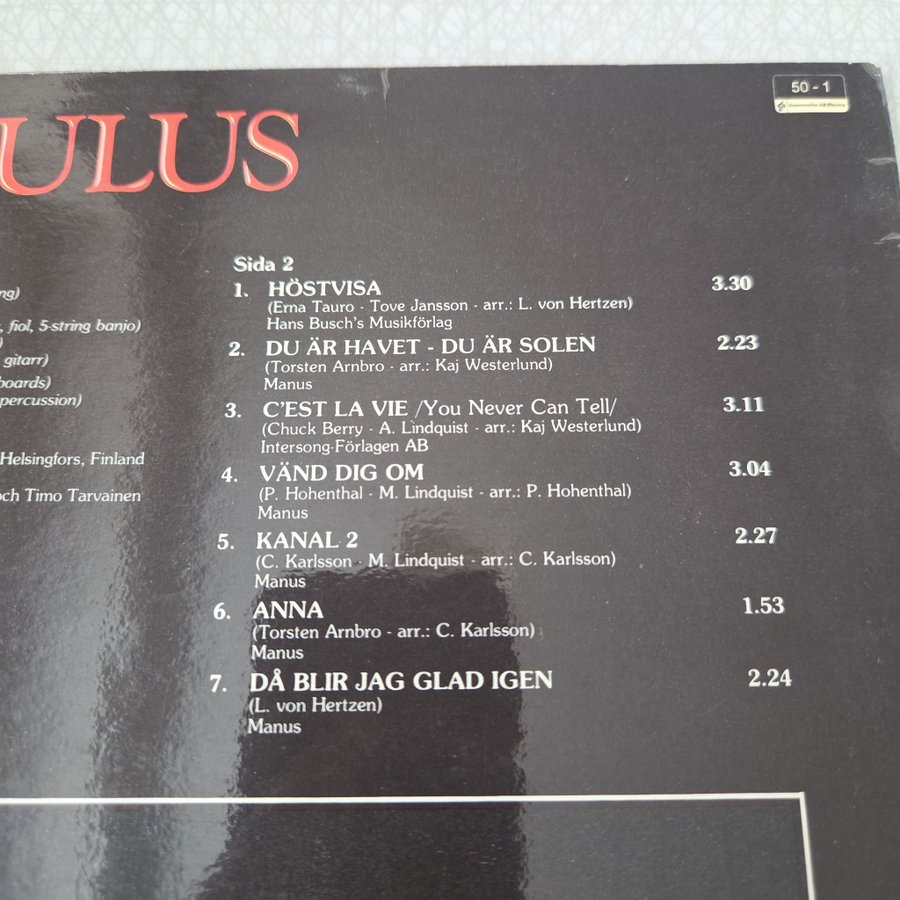 50 - 1
Grammofon AB Electra
ULUS
Sida 2
1. HÖSTVISA 3.30
(Erna Tauro · Tove Jansson - arr.: L. von Hertzen)
Hans Busch's Musikförlag
2. DU ÄR HAVET - DU ÄR SOLEN 2.23
(Torsten Arnbro - arr.: Kaj Westerlund)
Manus
3. C'EST LA VIE /You Never Can Tell/ 3.11
(Chuck Berry · A. Lindquist - arr.: Kaj Westerlund)
Intersong-Förlagen AB
4. VÄND DIG OM 3.04
(P. Hohenthal · M. Lindquist - arr.: P. Hohenthal)
Manus
5. KANAL 2 2.27
(C. Karlsson · M. Lindquist - arr.: C. Karlsson)
Manus
6. ANNA 1.53
(Torsten Arnbro - arr.: C. Karlsson)
Manus
7. DÅ BLIR JAG GLAD IGEN 2.24
(L. von Hertzen)
Manus
ng)
, fiol, 5-string banjo)
)
gitarr)
boards)
percussion)
Helsingfors, Finland
och Timo Tarvainen